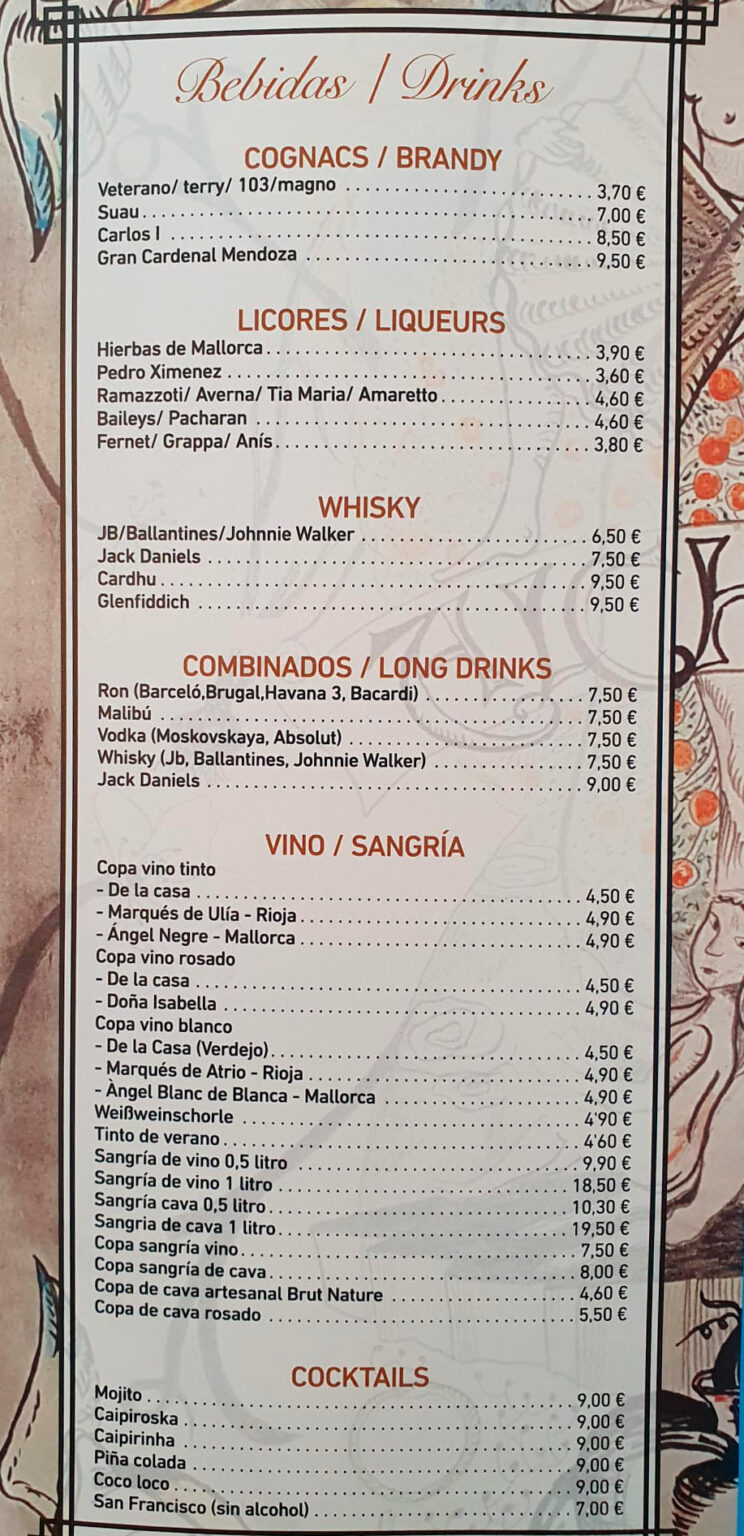 Bebidas / Drinks
COGNACS / BRANDY
Veterano/ terry/ 103/magno ........................ 3,70 €
Suau ........................ 7,00 €
Carlos I ........................ 8,50 €
Gran Cardenal Mendoza ........................ 9,50 €
LICORES / LIQUEURS
Hierbas de Mallorca ........................ 3,90 €
Pedro Ximenez ........................ 3,60 €
Ramazzoti/ Averna/ Tia Maria/ Amaretto ........................ 4,60 €
Baileys/ Pacharan ........................ 4,60 €
Fernet/ Grappa/ Anís ........................ 3,80 €
WHISKY
JB/Ballantines/Johnnie Walker ........................ 6,50 €
Jack Daniels ........................ 7,50 €
Cardhu ........................ 9,50 €
Glenfiddich ........................ 9,50 €
COMBINADOS / LONG DRINKS
Ron (Barceló,Brugal,Havana 3, Bacardi) ........................ 7,50 €
Malibú ........................ 7,50 €
Vodka (Moskovskaya, Absolut) ........................ 7,50 €
Whisky (Jb, Ballantines, Johnnie Walker) ........................ 7,50 €
Jack Daniels ........................ 9,00 €
VINO / SANGRÍA
Copa vino tinto
- De la casa ........................ 4,50 €
- Marqués de Ulía - Rioja ........................ 4,90 €
- Ángel Negre - Mallorca ........................ 4,90 €
Copa vino rosado
- De la casa ........................ 4,50 €
- Doña Isabella ........................ 4,90 €
Copa vino blanco
- De la Casa (Verdejo) ........................ 4,50 €
- Marqués de Atrio - Rioja ........................ 4,90 €
- Àngel Blanc de Blanca - Mallorca ........................ 4,90 €
Weißweinschorle ........................ 4'90 €
Tinto de verano ........................ 4'60 €
Sangría de vino 0,5 litro ........................ 9,90 €
Sangría de vino 1 litro ........................ 18,50 €
Sangría cava 0,5 litro ........................ 10,30 €
Sangria de cava 1 litro ........................ 19,50 €
Copa sangría vino ........................ 7,50 €
Copa sangría de cava ........................ 8,00 €
Copa de cava artesanal Brut Nature ........................ 4,60 €
Copa de cava rosado ........................ 5,50 €
COCKTAILS
Mojito ........................ 9,00 €
Caipiroska ........................ 9,00 €
Caipirinha ........................ 9,00 €
Piña colada ........................ 9,00 €
Coco loco ........................ 9,00 €
San Francisco (sin alcohol) ........................ 7,00 €